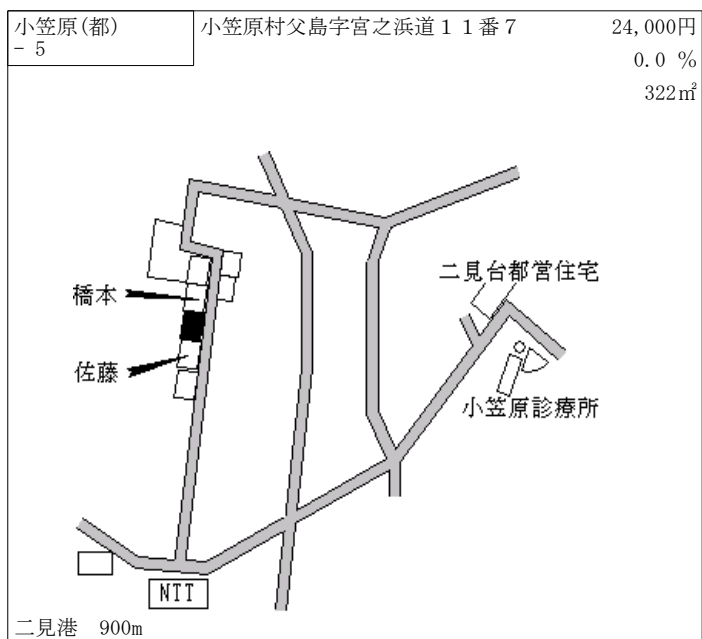 小笠原(都)
- 5
小笠原村父島字宮之浜道１１番７
24,000円
0.0 %
322㎡
二見台都営住宅
橋本
佐藤
小笠原診療所
NTT
二見港　900m